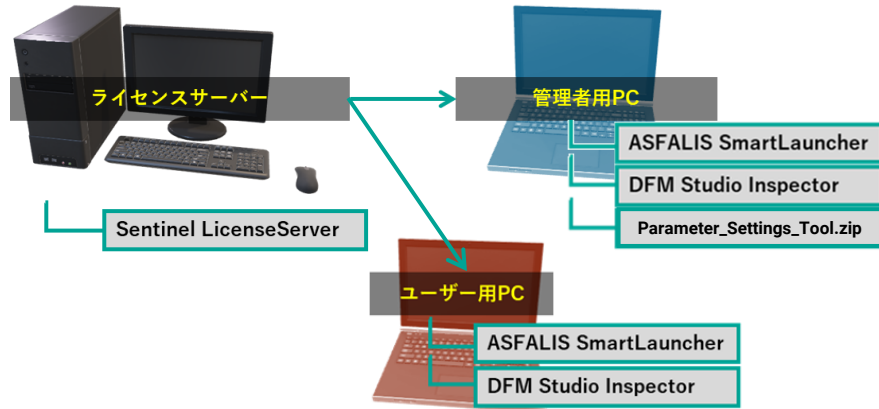 ライセンスサーバー
管理者用PC
ASFALIS SmartLauncher
DFM Studio Inspector
Parameter_Settings_Tool.zip
Sentinel LicenseServer
ユーザー用PC
ASFALIS SmartLauncher
DFM Studio Inspector